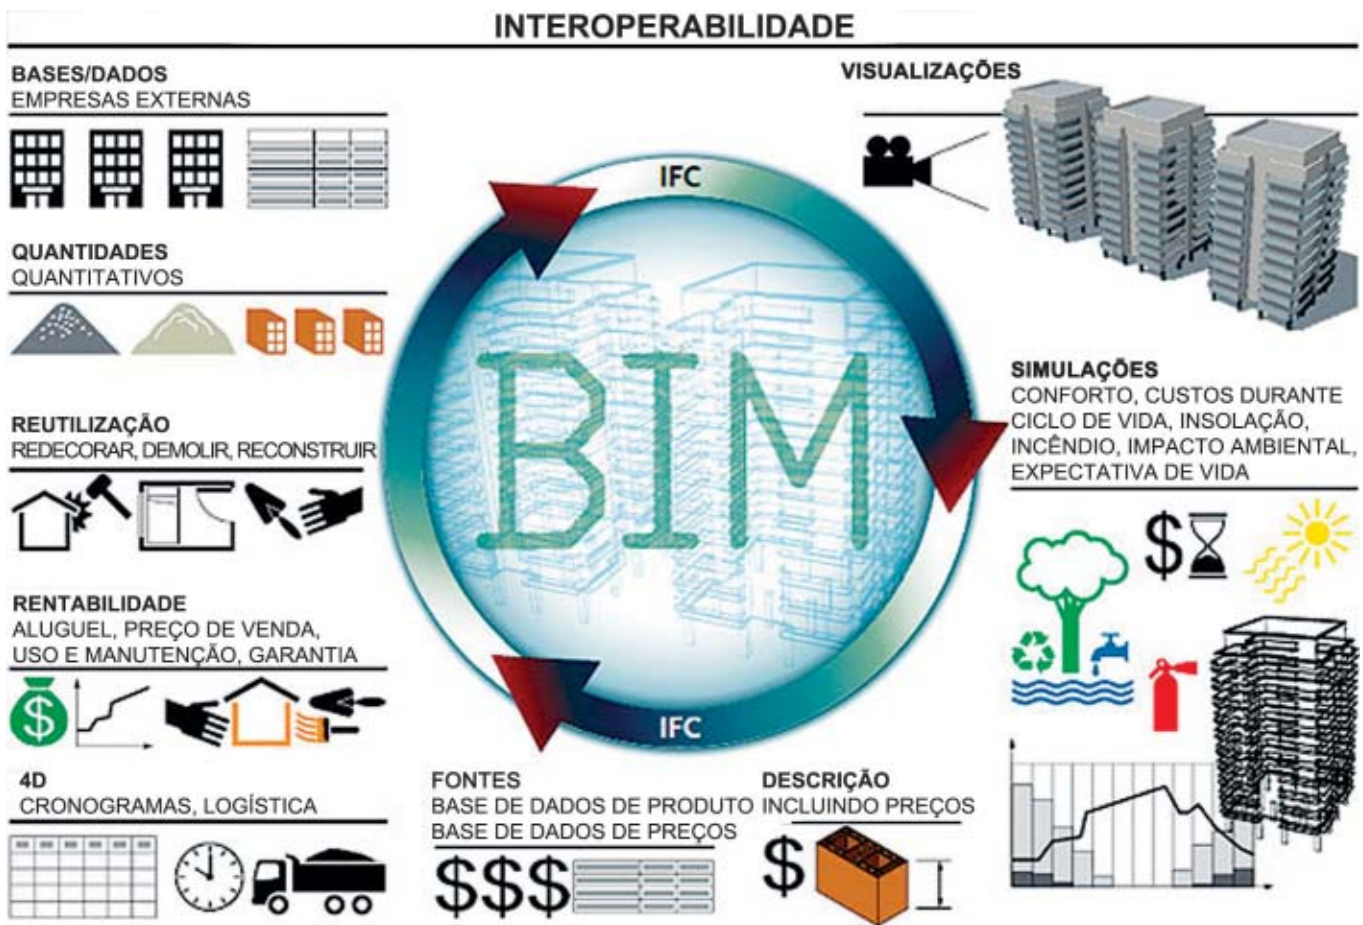 INTEROPERABILIDADE
BASES/DADOS
EMPRESAS EXTERNAS
QUANTIDADES
QUANTITATIVOS
REUTILIZAÇÃO
REDECORAR, DEMOLIR, RECONSTRUIR
RENTABILIDADE
ALUGUEL, PREÇO DE VENDA,
USO E MANUTENÇÃO, GARANTIA
$
4D
CRONOGRAMAS, LOGÍSTICA
IFC
BIM
IFC
FONTES
BASE DE DADOS DE PRODUTO
BASE DE DADOS DE PREÇOS
$$$
DESCRIÇÃO
INCLUINDO PREÇOS
$
VISUALIZAÇÕES
SIMULAÇÕES
CONFORTO, CUSTOS DURANTE
CICLO DE VIDA, INSOLAÇÃO,
INCÊNDIO, IMPACTO AMBIENTAL,
EXPECTATIVA DE VIDA
$